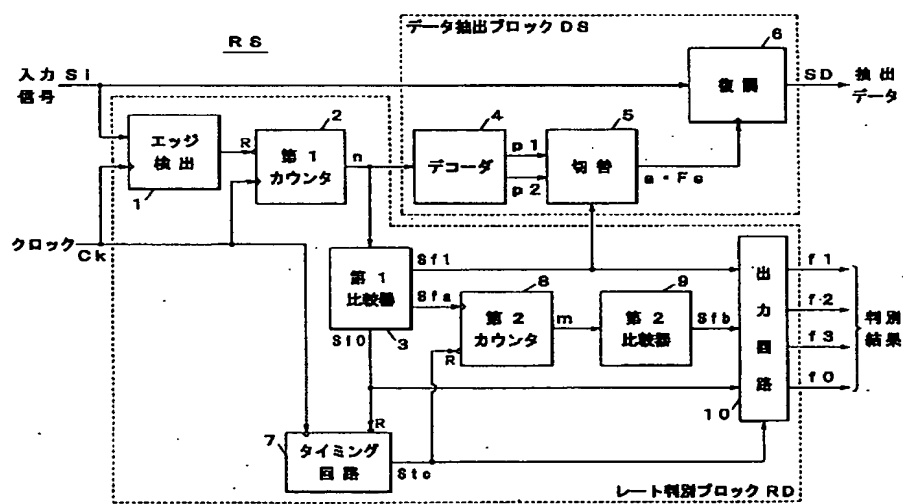 RS
データ抽出ブロックDS
入力 Si
信号
6
復調
SD
抽出
データ
エッジ
検出
1
R
2
第1
カウンタ
n
4
デコーダ
p1
p2
5
切替
クロック
Ck
第1
比較器
3
Sf1
Sfa
Sf0
8
第2
カウンタ
R
m
9
第2
比較器
Sfb
出力回路
10
f1
f2
f3
f0
判別
結果
7
R
タイミング
回路
Stc
レート判別ブロックRD